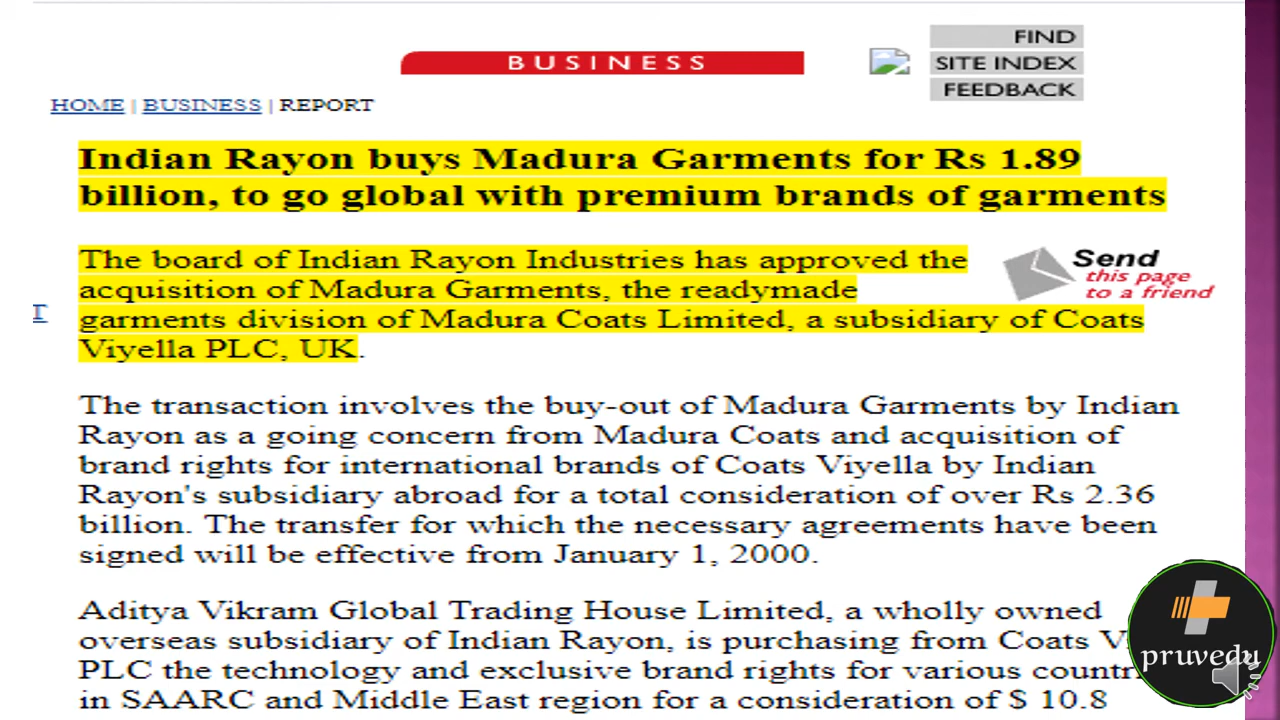 FIND
BUSINESS
SITE INDEX
FEEDBACK
HOME | BUSINESS | REPORT
Indian Rayon buys Madura Garments for Rs 1.89
billion, to go global with premium brands of garments
The board of Indian Rayon Industries has approved the
acquisition of Madura Garments, the readymade
garments division of Madura Coats Limited, a subsidiary of Coats
Viyella PLC, UK.
Send
this page
to a friend
T
The transaction involves the buy-out of Madura Garments by Indian
Rayon as a going concern from Madura Coats and acquisition of
brand rights for international brands of Coats Viyella by Indian
Rayon's subsidiary abroad for a total consideration of over Rs 2.36
billion. The transfer for which the necessary agreements have been
signed will be effective from January 1, 2000.
Aditya Vikram Global Trading House Limited, a wholly owned
overseas subsidiary of Indian Rayon, is purchasing from Coats
PLC the technology and exclusive brand rights for various
in SAARC and Middle East region for a consideration of $ 10.8
pruvedu